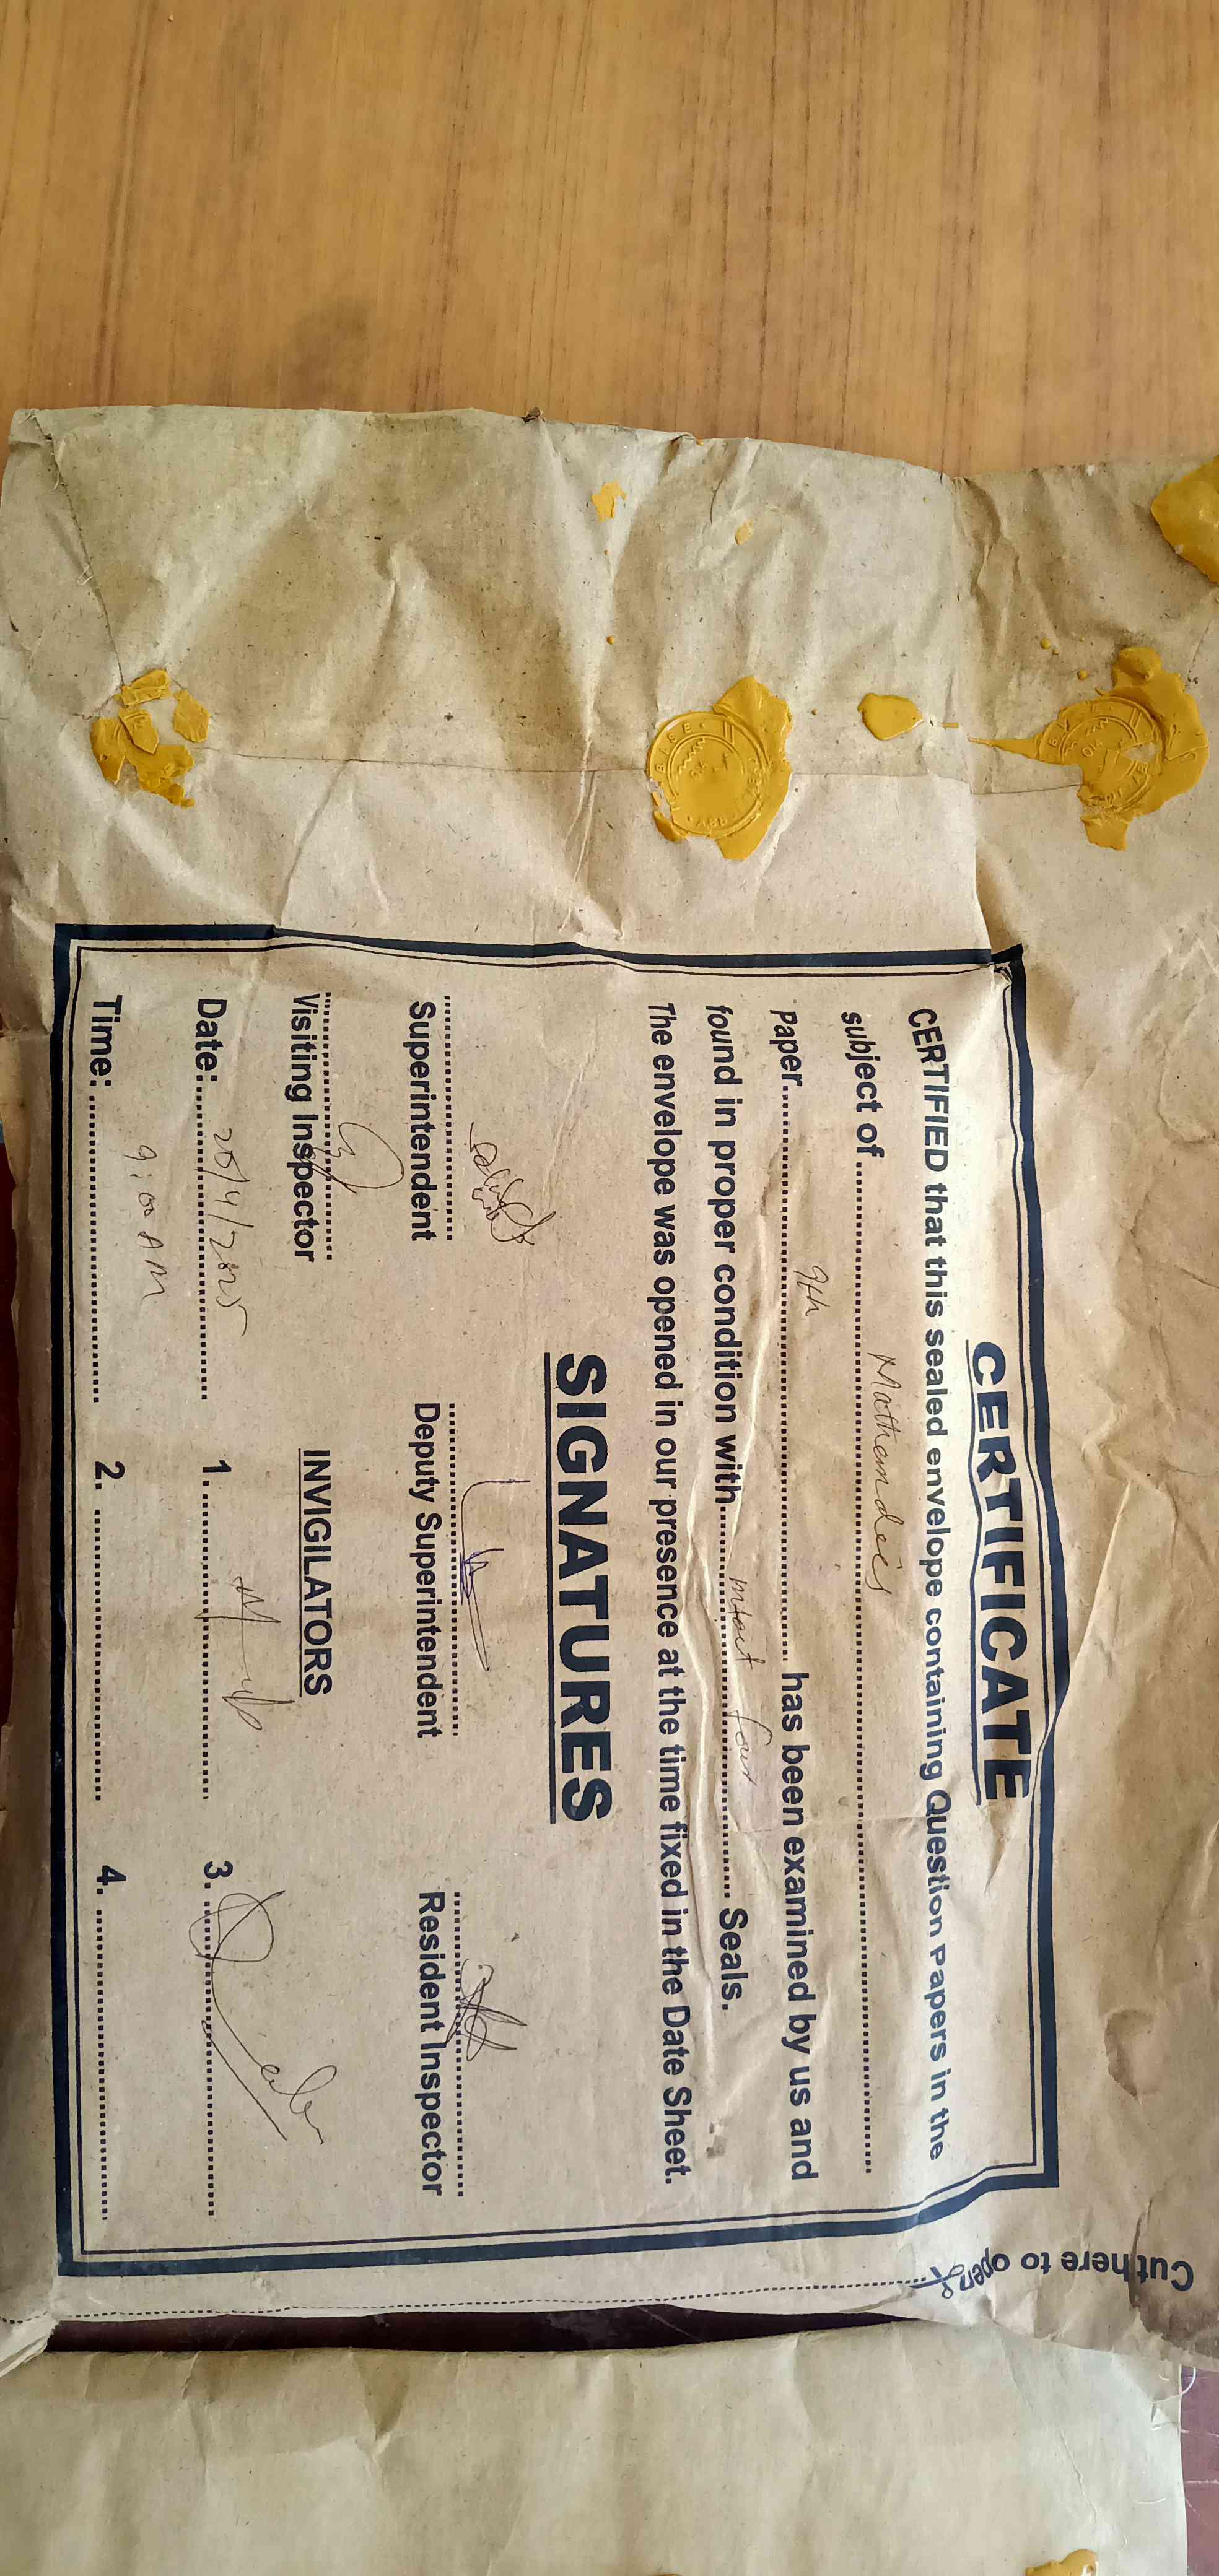 CERTIFICATE
CERTIFIED that this sealed envelope containing Question Papers in the
subject of .......... Mathematics
Paper .......... 9th .......... has been examined by us and
found in proper condition with .......... intact four .......... Seals.
The envelope was opened in our presence at the time fixed in the Date Sheet.
SIGNATURES
Superintendent Deputy Superintendent Resident Inspector
Visiting Inspector INVIGILATORS
Date: 20/4/2025 1. .......... 3. ..........
Time: 9:00 AM 2. .......... 4. ..........
Cut here to open